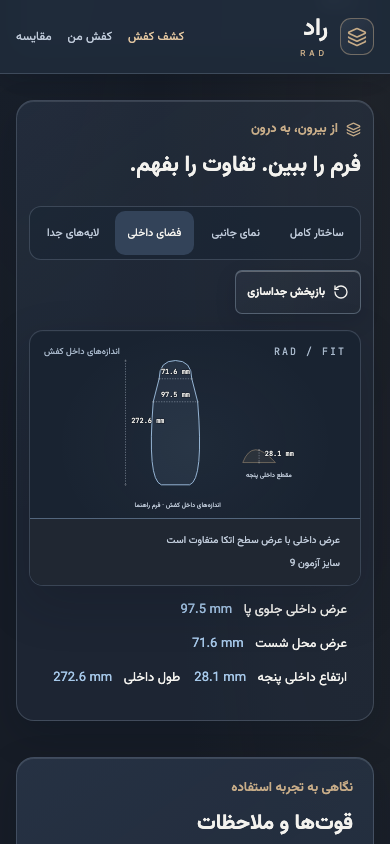 راد
RAD
کشف کفش
کفش من
مقایسه
از بیرون، به درون
فرم را ببین. تفاوت را بفهم.
ساختار کامل
نمای جانبی
فضای داخلی
لایه‌های جدا
بازپخش جداسازی
RAD / FIT
اندازه‌های داخل کفش
71.6 mm
97.5 mm
272.6 mm
28.1 mm
مقطع داخلی پنجه
اندازه‌های داخل کفش · فرم راهنما
عرض داخلی با عرض سطح اتکا متفاوت است
سایز آزمون 9
عرض داخلی جلوی پا 97.5 mm
عرض محل شست 71.6 mm
ارتفاع داخلی پنجه 28.1 mm طول داخلی 272.6 mm
نگاهی به تجربه استفاده
قوت‌ها و ملاحظات